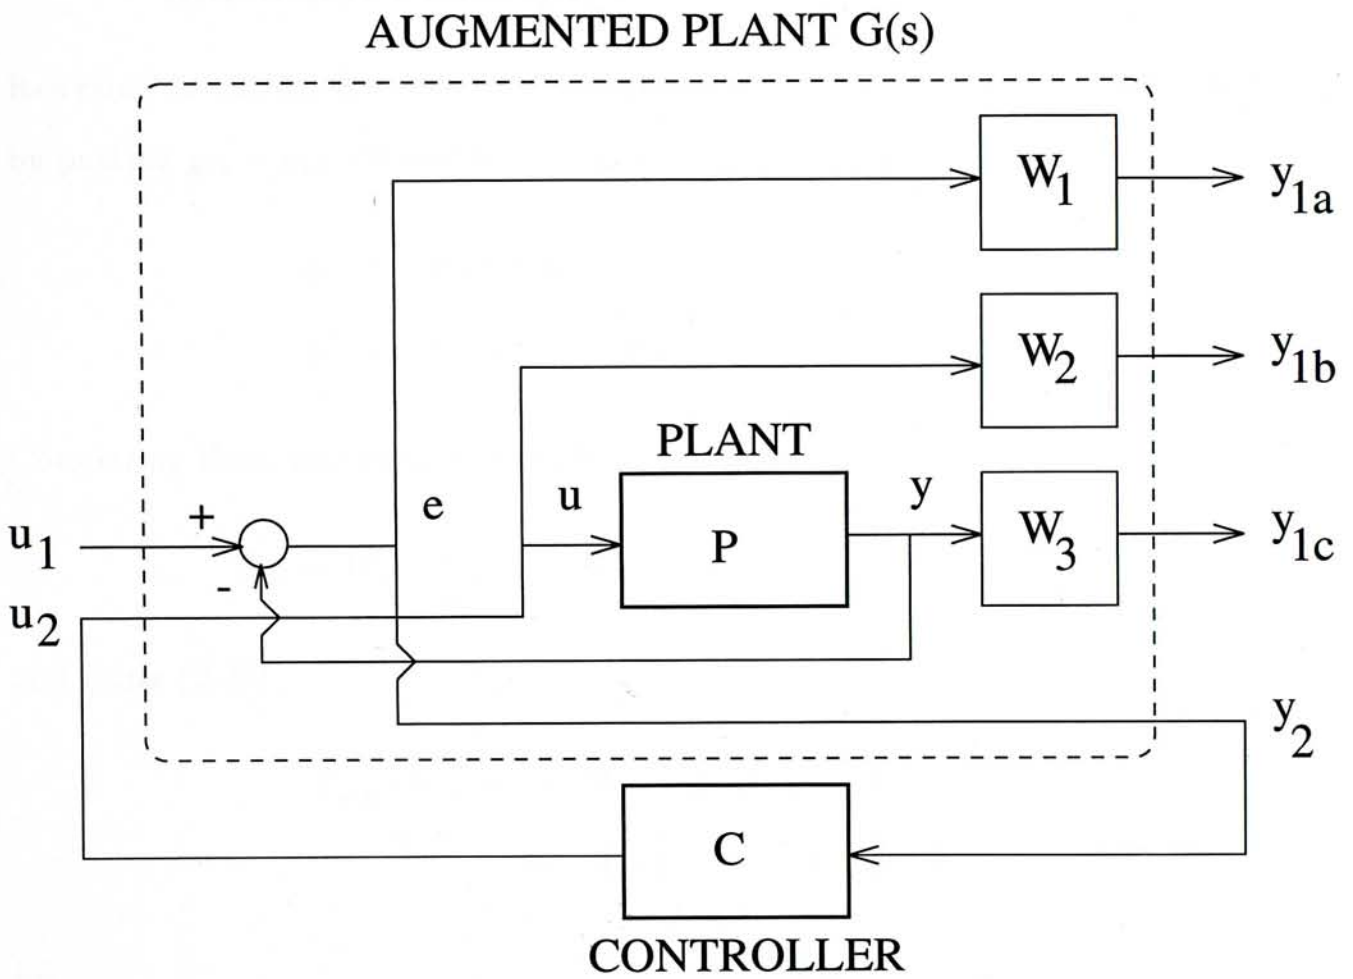 AUGMENTED PLANT G(s)
W1
y1a
W2
y1b
PLANT
u1
+
-
e
u
P
y
W3
y1c
u2
y2
C
CONTROLLER